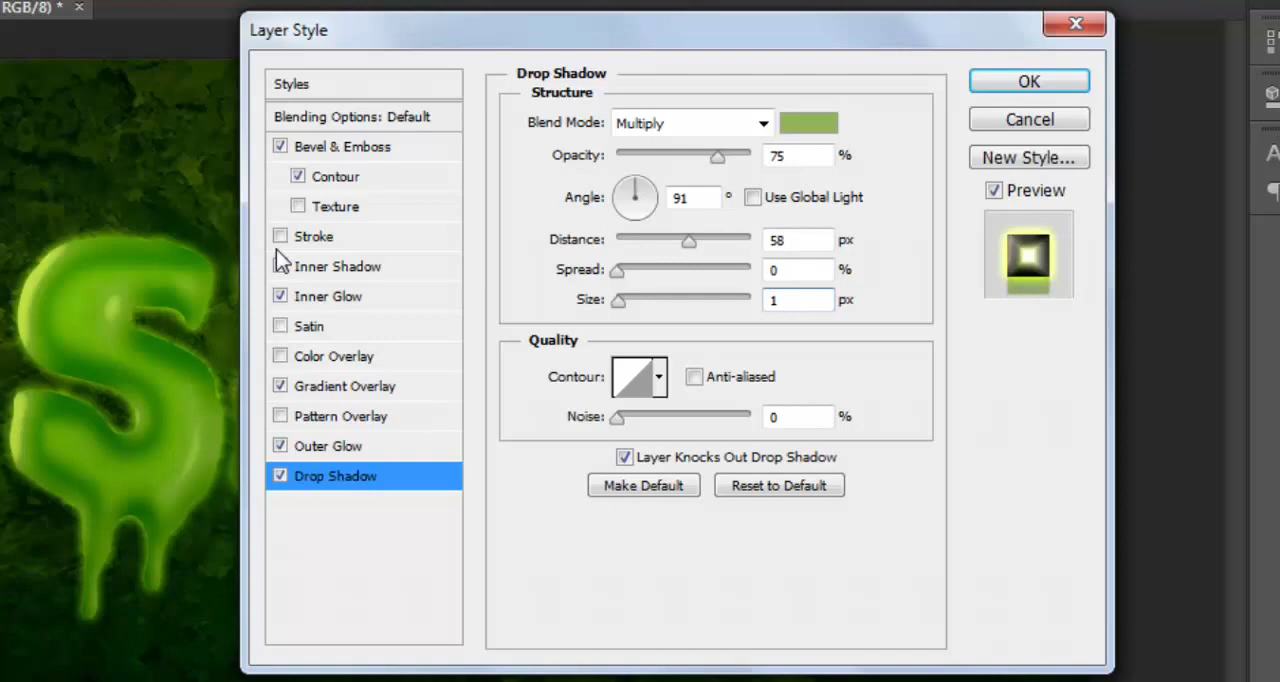 RGB/8) * ×
Layer Style
Styles
Blending Options: Default
Bevel & Emboss
Contour
Texture
Stroke
Inner Shadow
Inner Glow
Satin
Color Overlay
Gradient Overlay
Pattern Overlay
Outer Glow
Drop Shadow
Drop Shadow
Structure
Blend Mode: Multiply
Opacity: 75 %
Angle: 91 ° Use Global Light
Distance: 58 px
Spread: 0 %
Size: 1 px
Quality
Contour: Anti-aliased
Noise: 0 %
Layer Knocks Out Drop Shadow
Make Default Reset to Default
OK
Cancel
New Style...
Preview
S
A